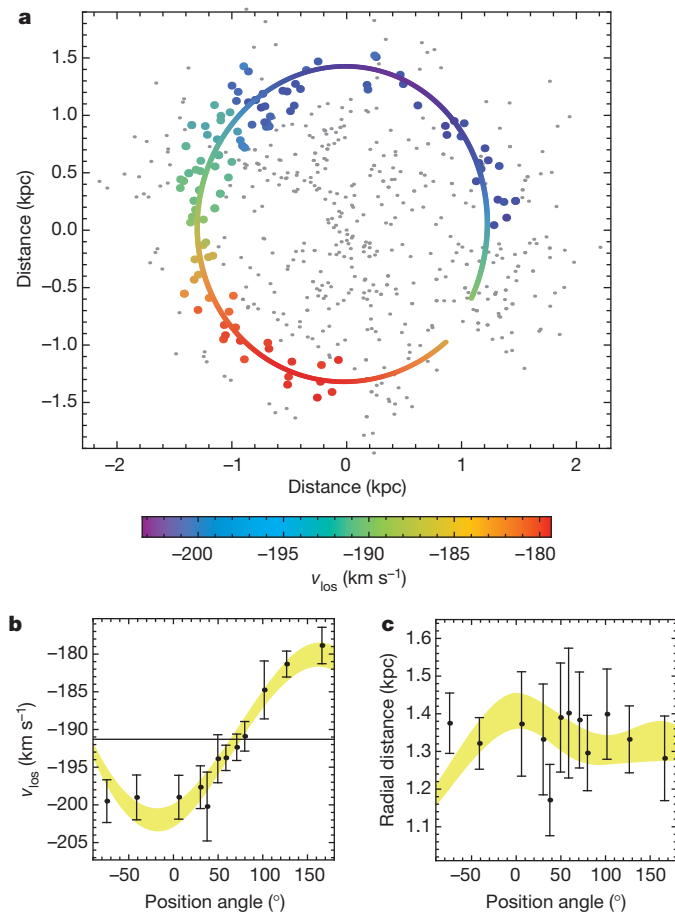 a
1.5
1.0
0.5
0.0
−0.5
−1.0
−1.5
Distance (kpc)
−2 −1 0 1 2
Distance (kpc)
−200 −195 −190 −185 −180
v los (km s−1)
b
−180
−185
−190
−195
−200
−205
v los (km s−1)
−50 0 50 100 150
Position angle (°)
c
1.6
1.5
1.4
1.3
1.2
1.1
Radial distance (kpc)
−50 0 50 100 150
Position angle (°)